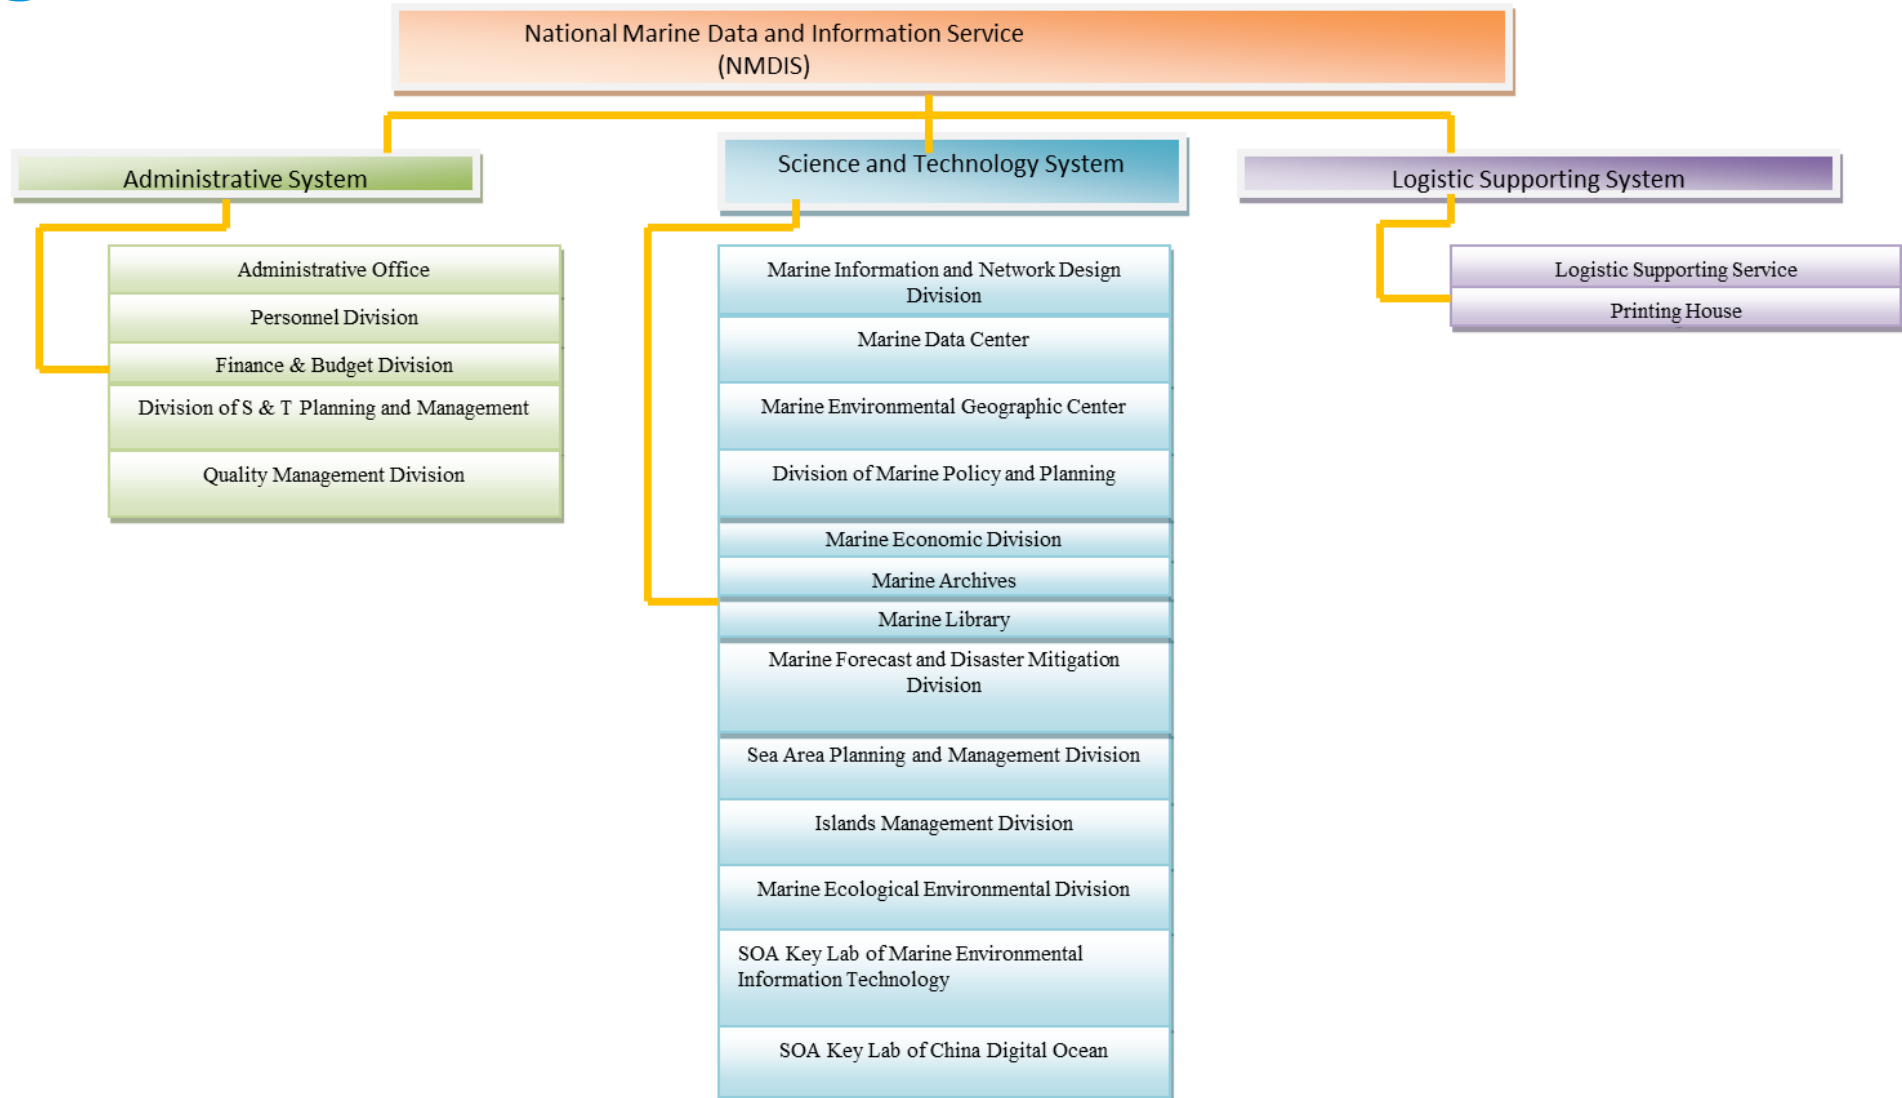 National Marine Data and Information Service
(NMDIS)
Administrative System
Science and Technology System
Logistic Supporting System
Administrative Office
Personnel Division
Finance & Budget Division
Division of S & T Planning and Management
Quality Management Division
Marine Information and Network Design
Division
Marine Data Center
Marine Environmental Geographic Center
Division of Marine Policy and Planning
Marine Economic Division
Marine Archives
Marine Library
Marine Forecast and Disaster Mitigation
Division
Sea Area Planning and Management Division
Islands Management Division
Marine Ecological Environmental Division
SOA Key Lab of Marine Environmental
Information Technology
SOA Key Lab of China Digital Ocean
Logistic Supporting Service
Printing House